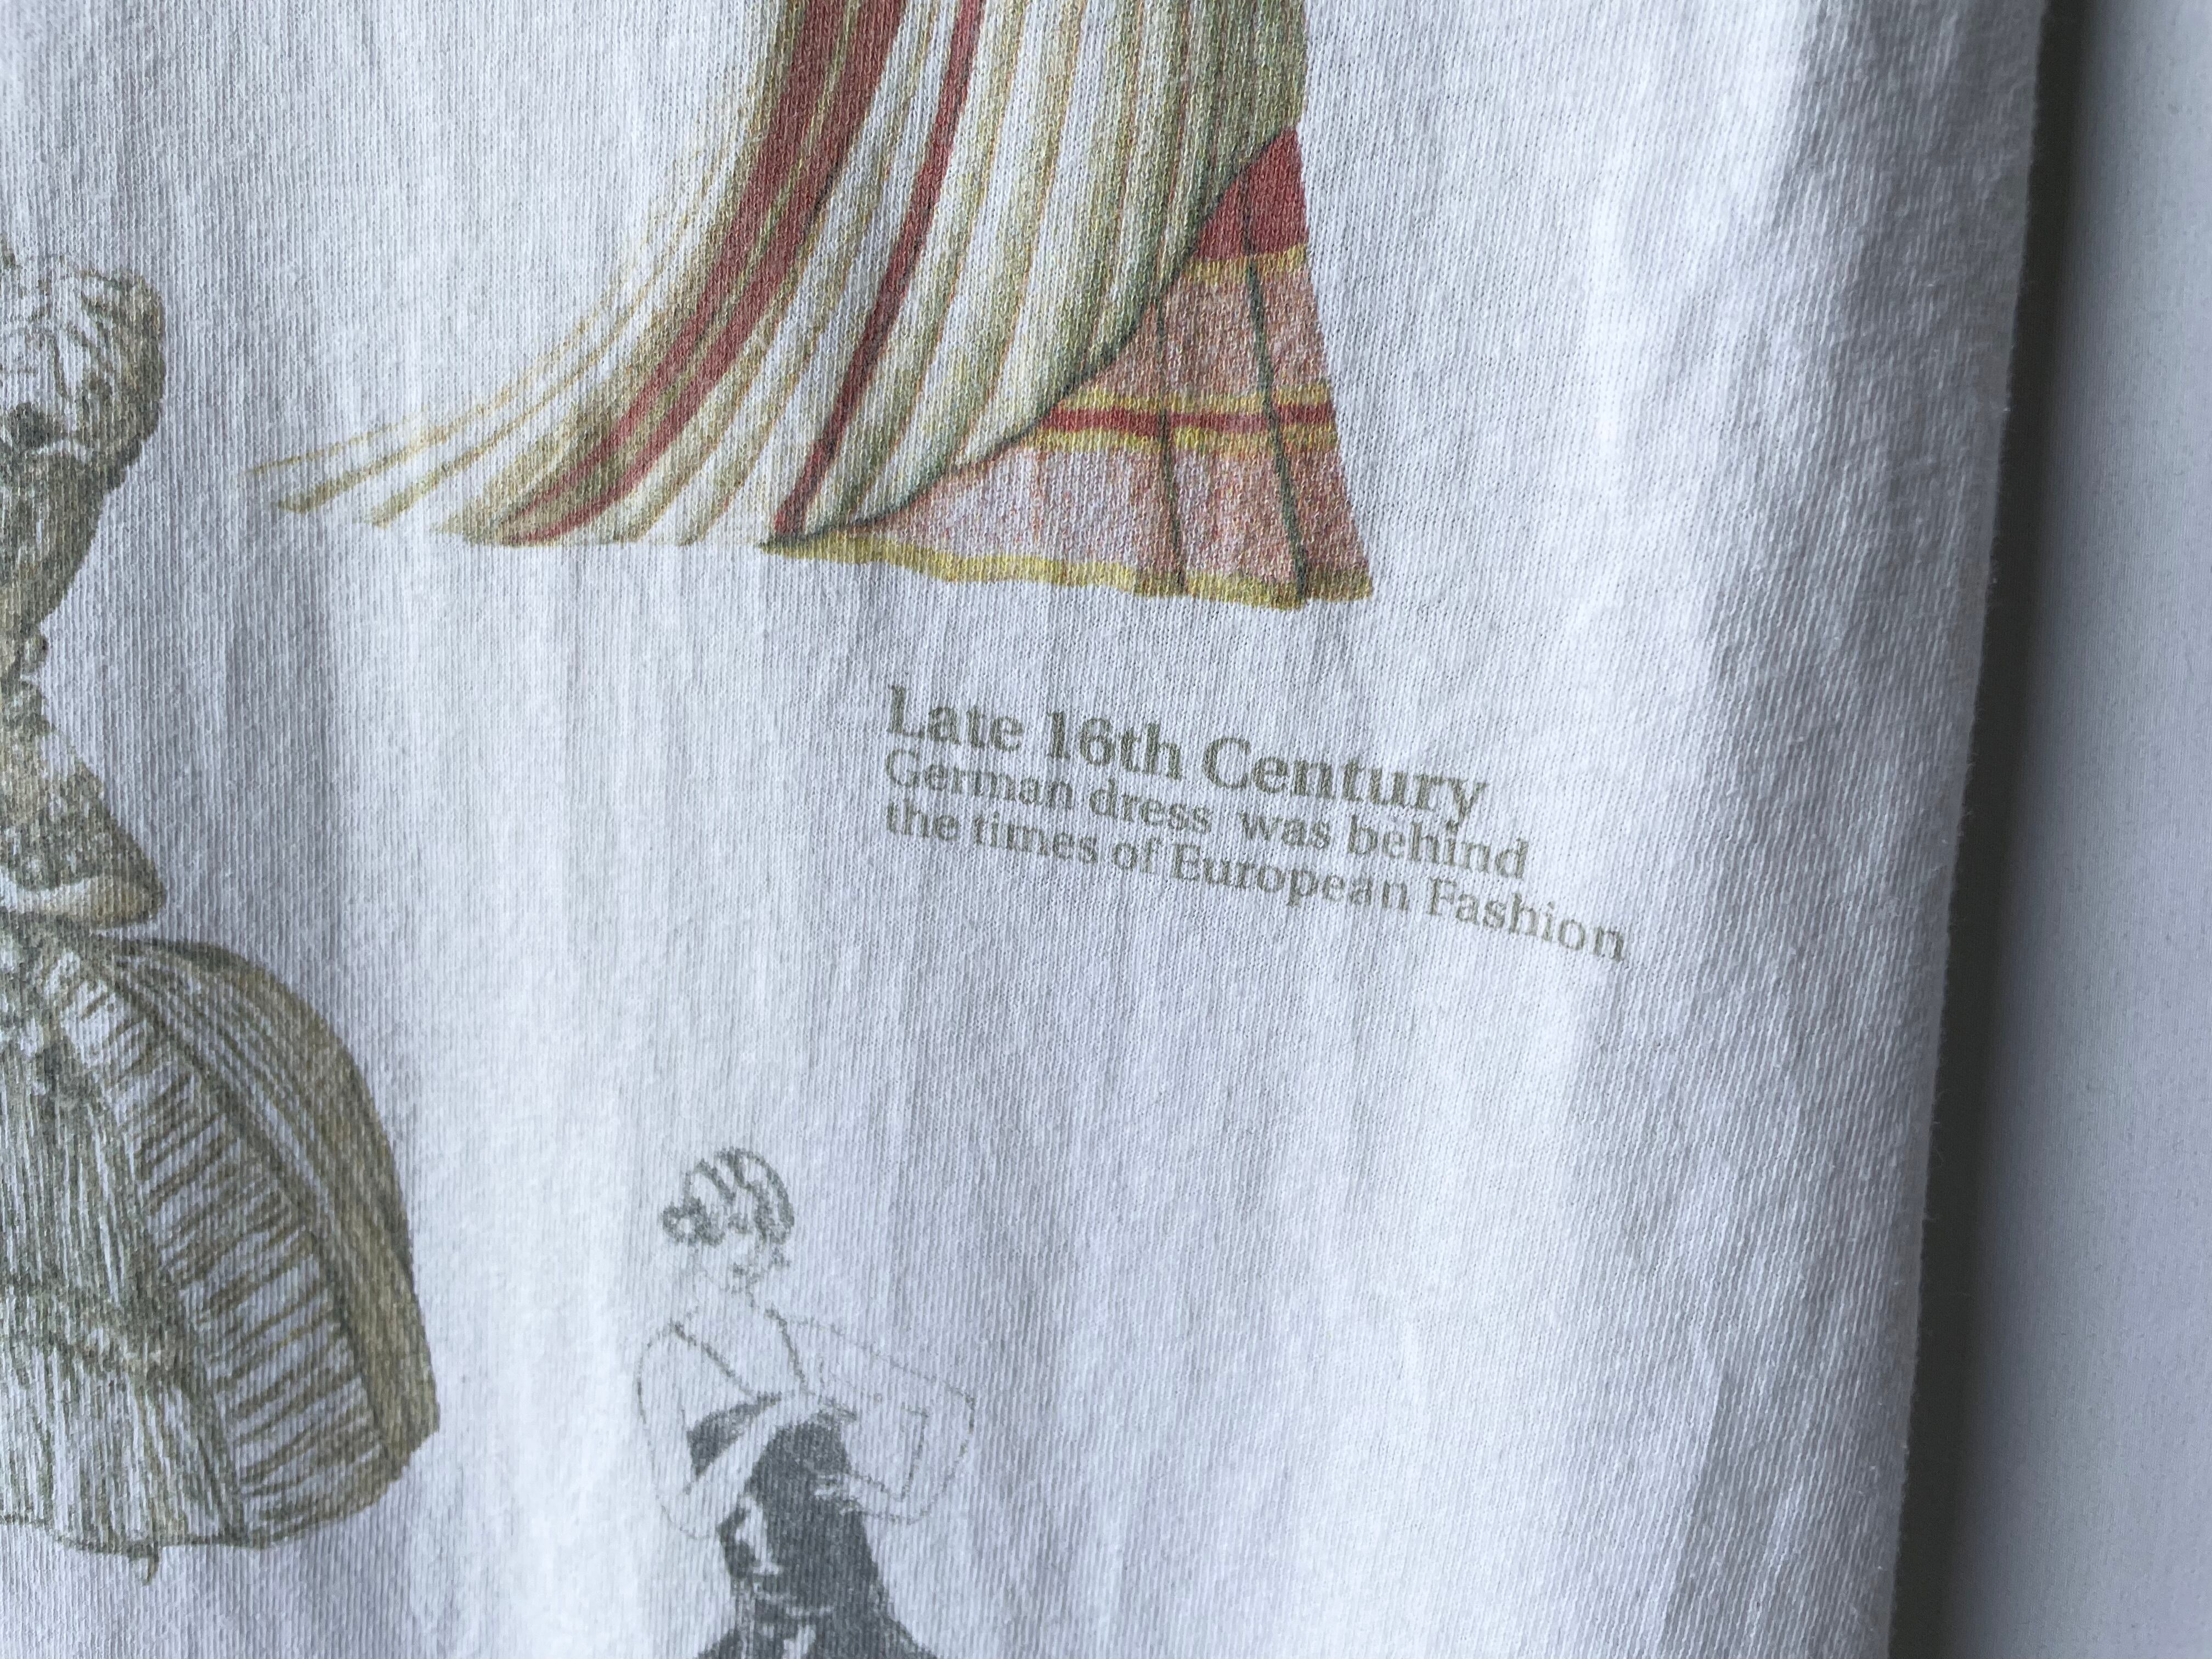 Late 16th Century
German dress was behind
the times of European Fashion